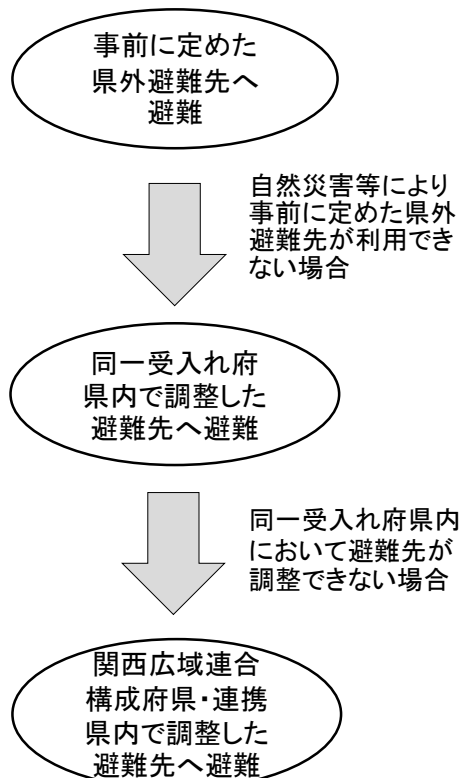 事前に定めた
県外避難先へ
避難
自然災害等により
事前に定めた県外
避難先が利用でき
ない場合
同一受入れ府
県内で調整した
避難先へ避難
同一受入れ府県内
において避難先が
調整できない場合
関西広域連合
構成府県・連携
県内で調整した
避難先へ避難